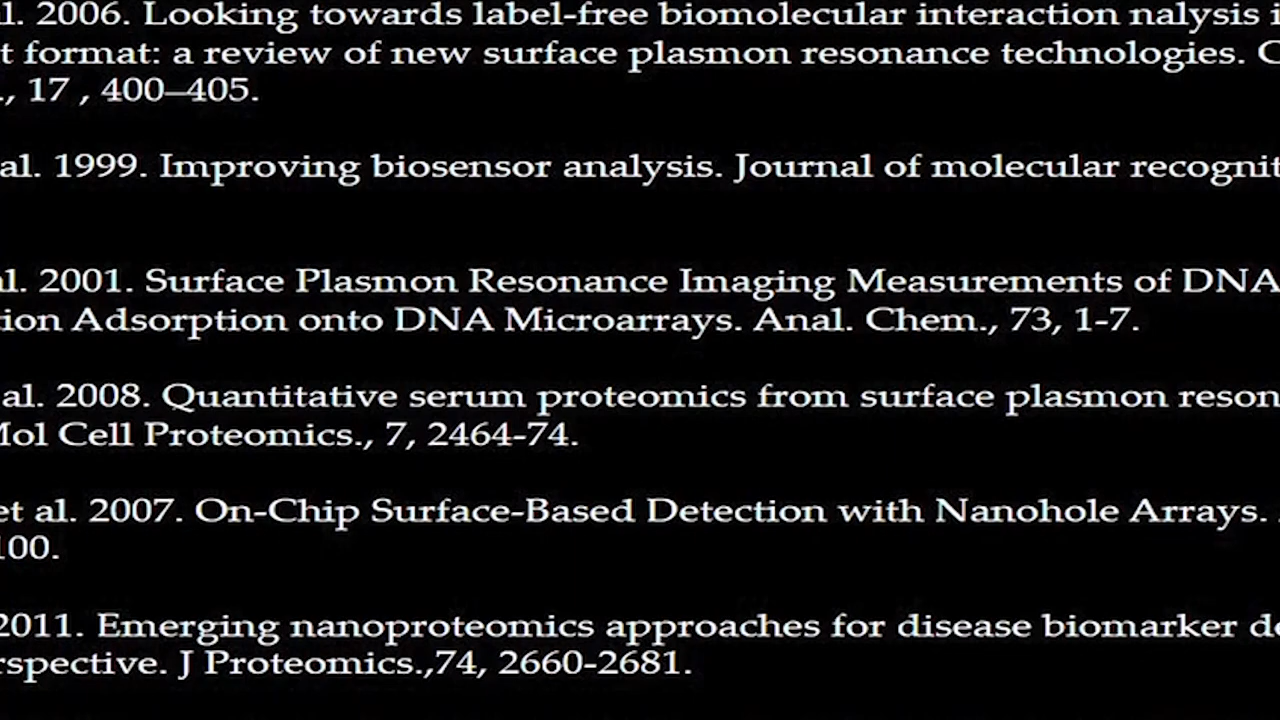 l. 2006. Looking towards label-free biomolecular interaction nalysis i
t format: a review of new surface plasmon resonance technologies. C
., 17 , 400–405.
al. 1999. Improving biosensor analysis. Journal of molecular recognit
al. 2001. Surface Plasmon Resonance Imaging Measurements of DNA
ion Adsorption onto DNA Microarrays. Anal. Chem., 73, 1-7.
al. 2008. Quantitative serum proteomics from surface plasmon reson
Mol Cell Proteomics., 7, 2464-74.
et al. 2007. On-Chip Surface-Based Detection with Nanohole Arrays.
100.
2011. Emerging nanoproteomics approaches for disease biomarker de
rspective. J Proteomics.,74, 2660-2681.